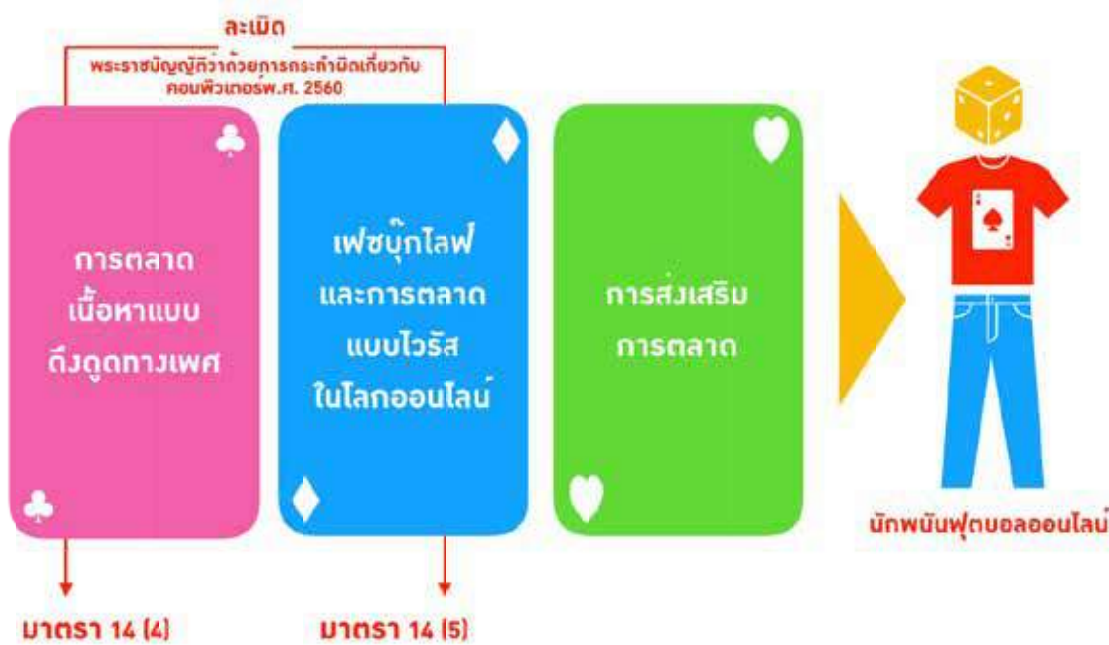 ละเมิด
พระราชบัญญัติว่าด้วยการกระทำผิดเกี่ยวกับ
คอมพิวเตอร์พ.ศ. 2560
การตลาด
เนื้อหาแบบ
ดึงดูดทางเพศ
เฟซบุ๊กไลฟ์
และการตลาด
แบบไวรัส
ในโลกออนไลน์
การส่งเสริม
การตลาด
นักพนันฟุตบอลออนไลน์
มาตรา 14 (4)
มาตรา 14 (5)